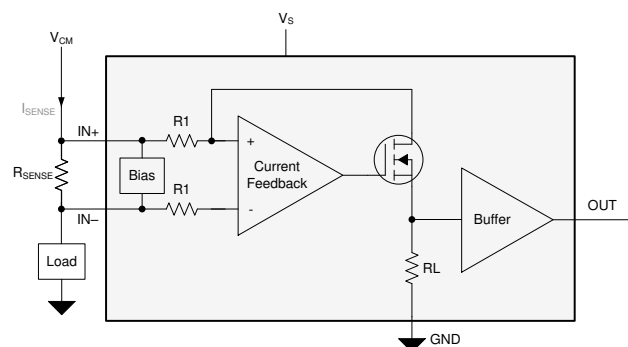 VS
VCM
ISENSE
IN+
R1
RSENSE
Bias
+
Current
Feedback
-
IN–
R1
Buffer
OUT
Load
RL
GND